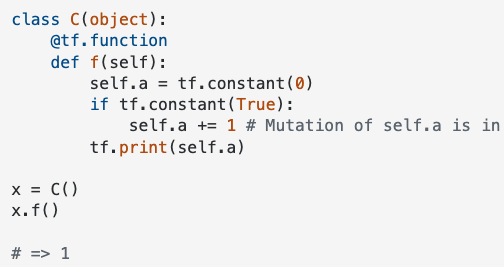 class C(object):
    @tf.function
    def f(self):
        self.a = tf.constant(0)
        if tf.constant(True):
            self.a += 1 # Mutation of self.a is in
        tf.print(self.a)
x = C()
x.f()
# => 1